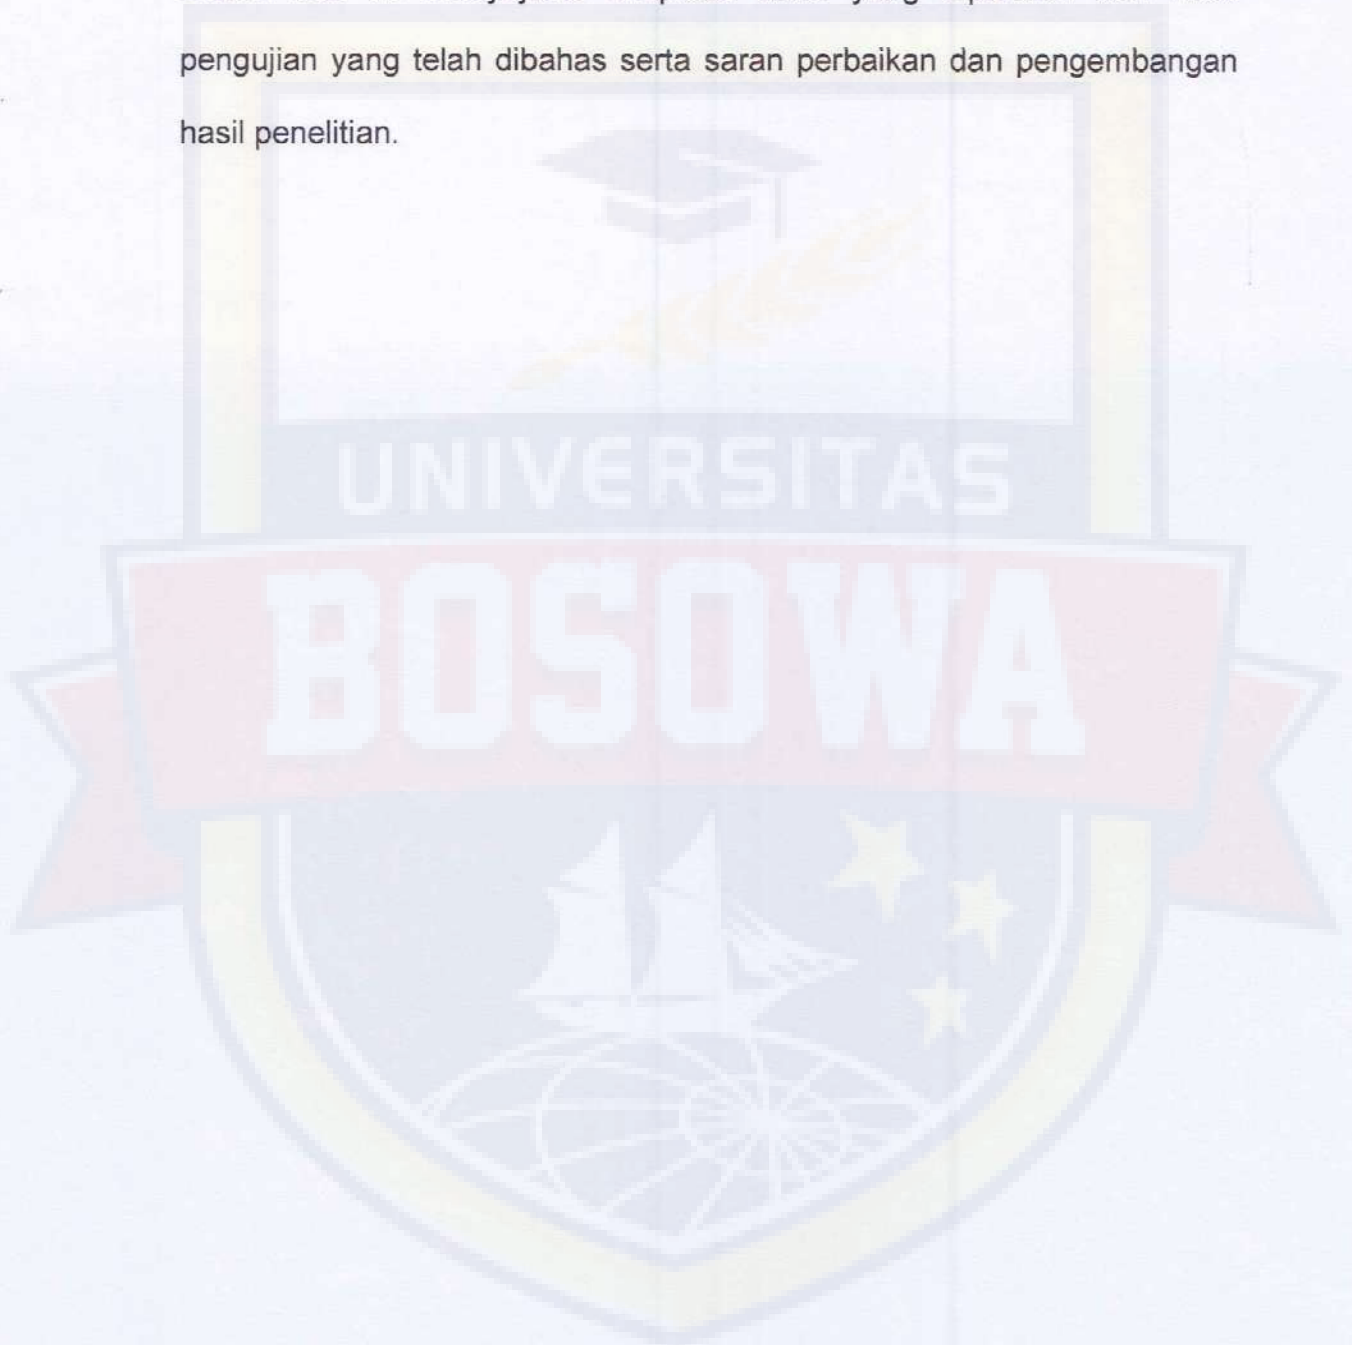 pengujian yang telah dibahas serta saran perbaikan dan pengembangan
hasil penelitian.
UNIVERSITAS
BOSOWA